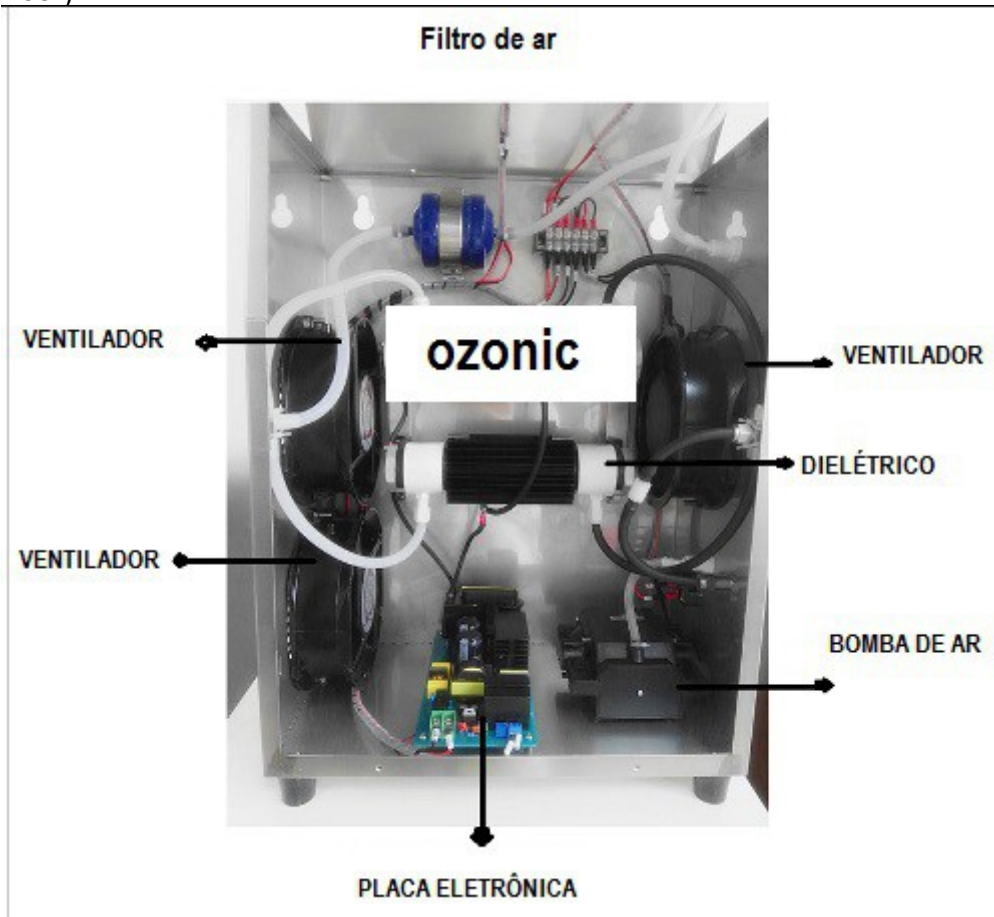 Filtro de ar
ozonic
VENTILADOR
VENTILADOR
DIELÉTRICO
VENTILADOR
BOMBA DE AR
PLACA ELETRÔNICA